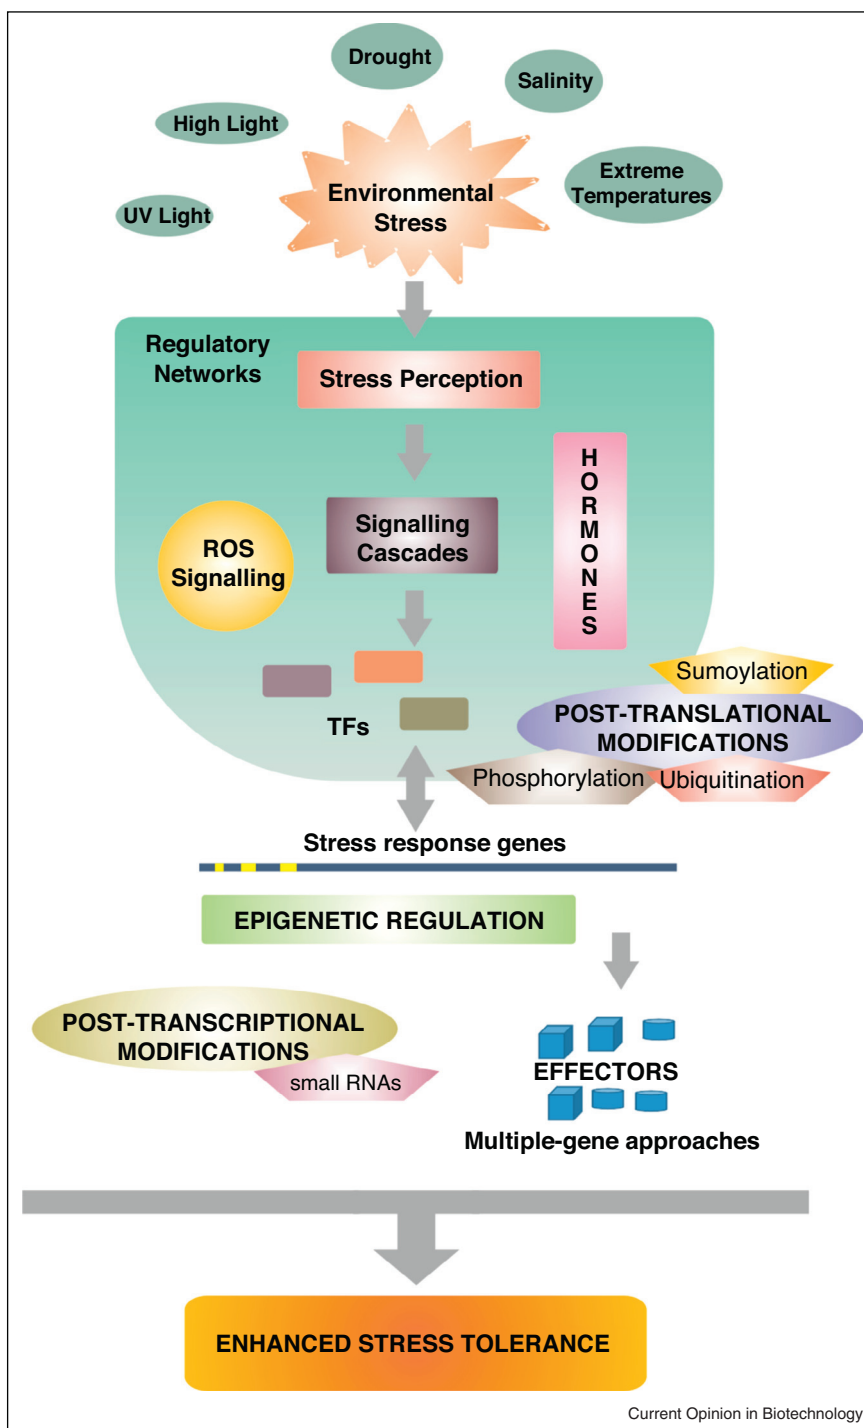 Drought
Salinity
High Light
Extreme
Temperatures
UV Light
Environmental
Stress
Regulatory
Networks
Stress Perception
HORMONES
Signalling
Cascades
ROS
Signalling
TFs
Sumoylation
POST-TRANSLATIONAL
MODIFICATIONS
Phosphorylation
Ubiquitination
Stress response genes
EPIGENETIC REGULATION
POST-TRANSCRIPTIONAL
MODIFICATIONS
small RNAs
EFFECTORS
Multiple-gene approaches
ENHANCED STRESS TOLERANCE
Current Opinion in Biotechnology